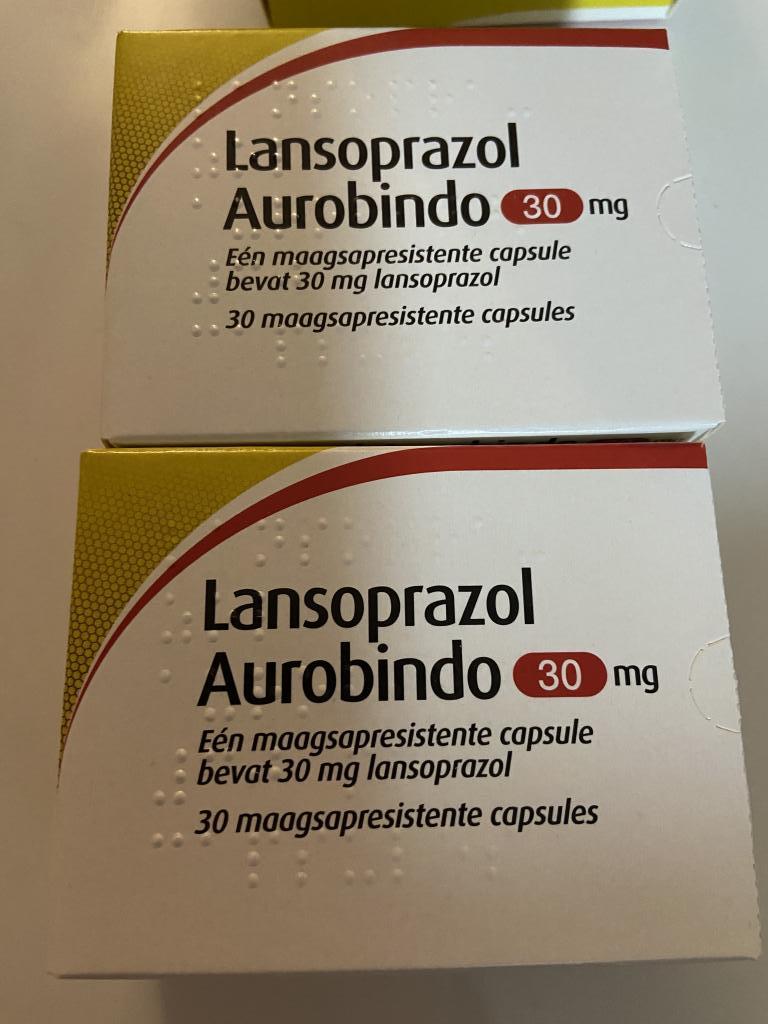 Lansoprazol
Aurobindo 30 mg
Eén maagsapresistente capsule
bevat 30 mg lansoprazol
30 maagsapresistente capsules
Lansoprazol
Aurobindo 30 mg
Eén maagsapresistente capsule
bevat 30 mg lansoprazol
30 maagsapresistente capsules